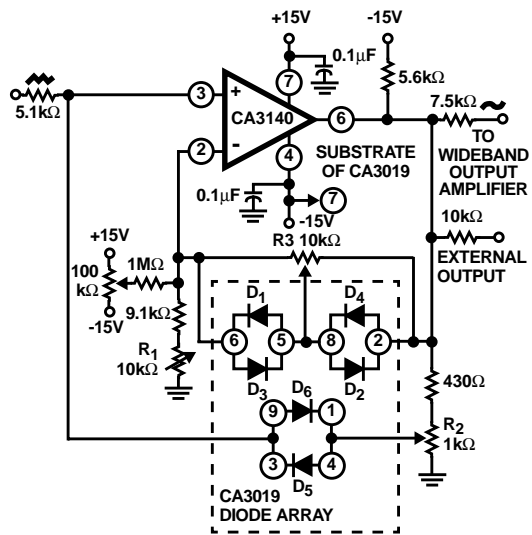 +15V
-15V
0.1μF
5.6kΩ
7
5.1kΩ
3
+
CA3140
6
7.5kΩ
2
-
4
SUBSTRATE
OF CA3019
TO
WIDEBAND
OUTPUT
AMPLIFIER
0.1μF
7
-15V
10kΩ
EXTERNAL
OUTPUT
+15V
R3 10kΩ
100
kΩ
1MΩ
-15V
9.1kΩ
D1
D4
6
5
8
2
R1
10kΩ
D3
D2
430Ω
D6
9
1
R2
1kΩ
3
4
D5
CA3019
DIODE ARRAY